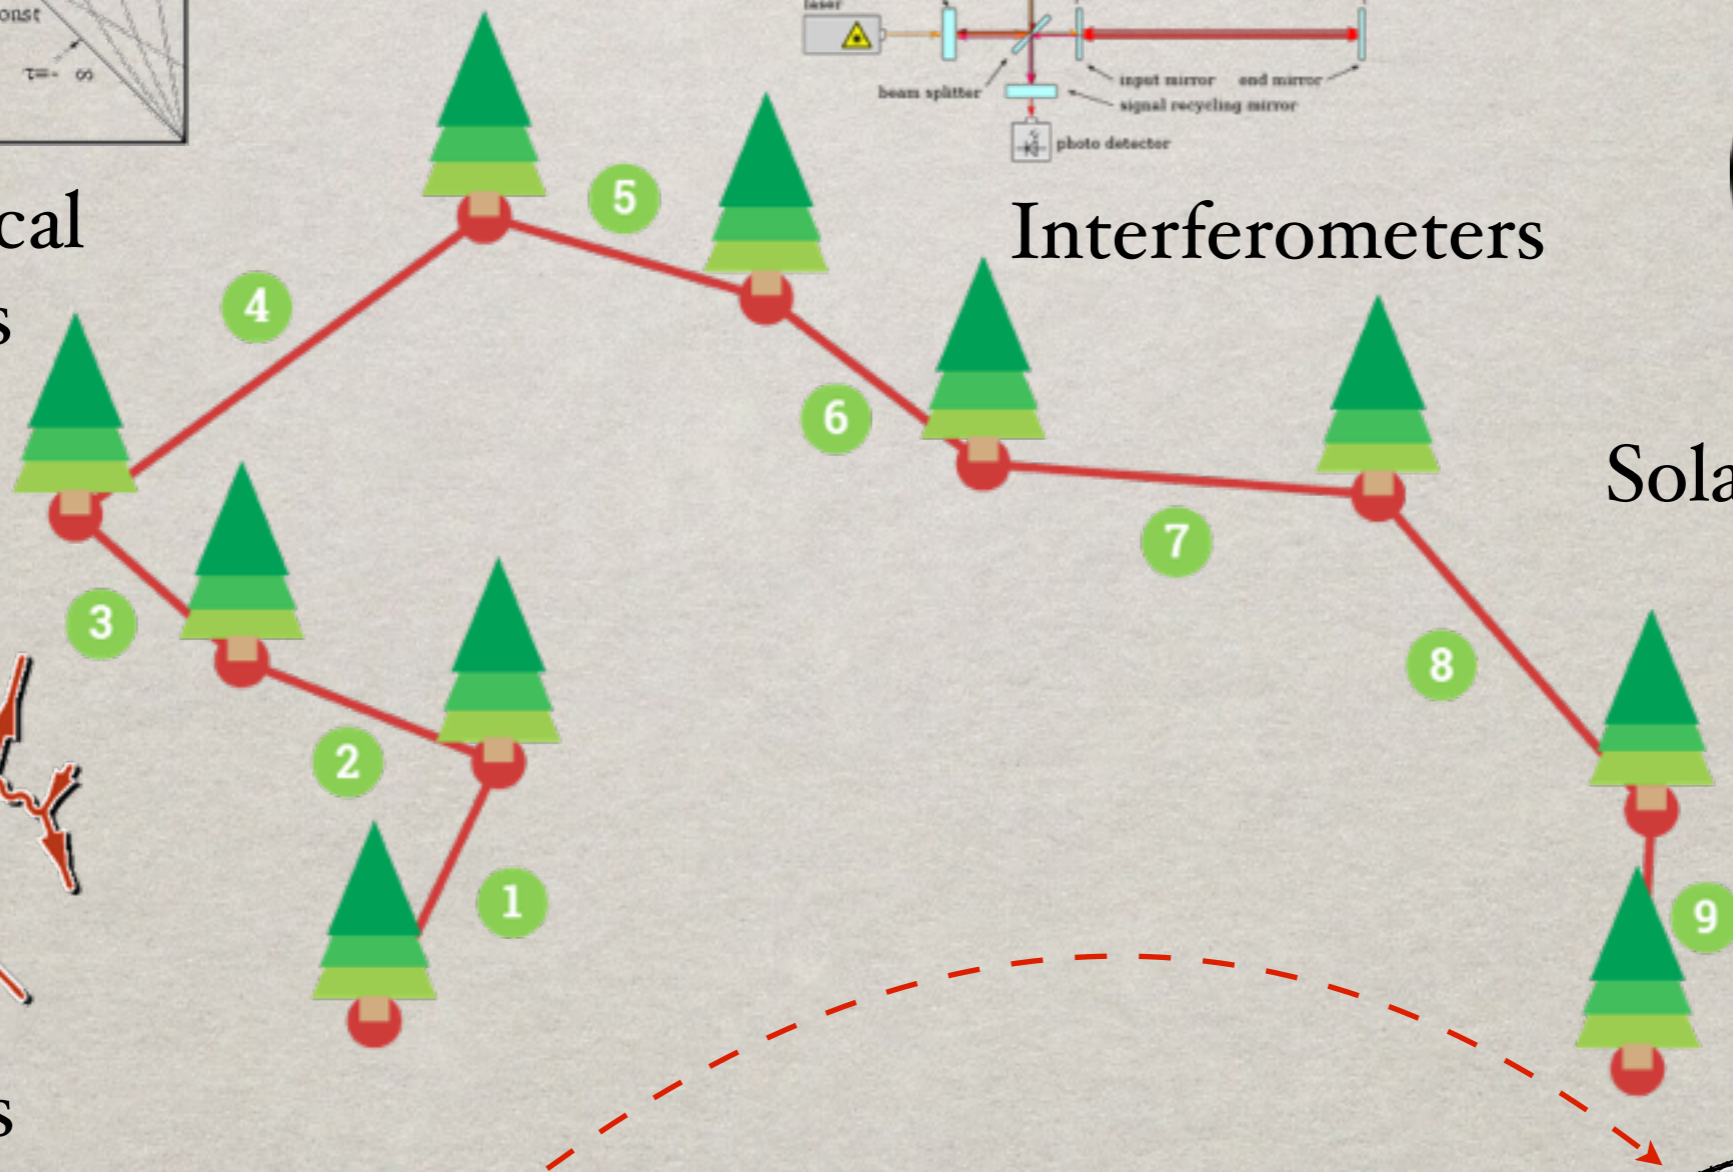 onst
τ=- ∞
laser
beam splitter
input mirror
end mirror
signal recycling mirror
photo detector
cal
s
Interferometers
Sola
4
5
6
7
3
8
2
1
9
s